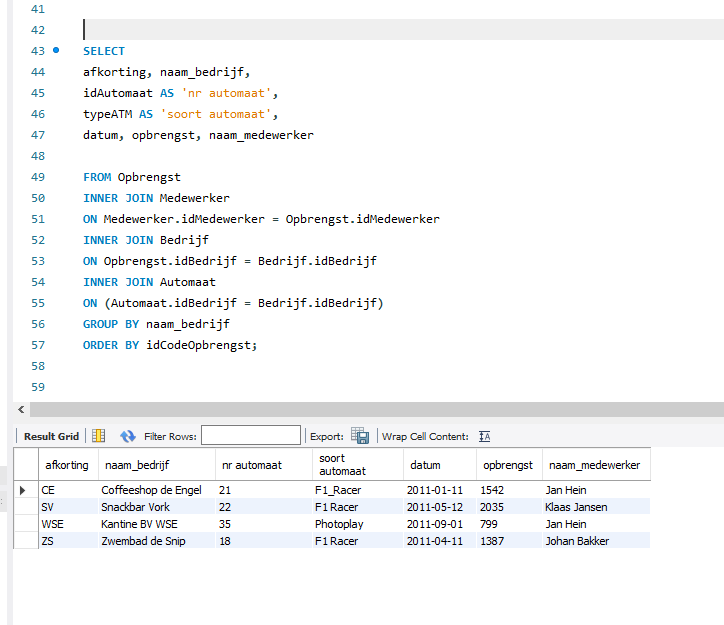 41
42
43 SELECT
44 afkorting, naam_bedrijf,
45 idAutomaat AS 'nr automaat',
46 typeATM AS 'soort automaat',
47 datum, opbrengst, naam_medewerker
48
49 FROM Opbrengst
50 INNER JOIN Medewerker
51 ON Medewerker.idMedewerker = Opbrengst.idMedewerker
52 INNER JOIN Bedrijf
53 ON Opbrengst.idBedrijf = Bedrijf.idBedrijf
54 INNER JOIN Automaat
55 ON (Automaat.idBedrijf = Bedrijf.idBedrijf)
56 GROUP BY naam_bedrijf
57 ORDER BY idCodeOpbrengst;
58
59
Result Grid Filter Rows: Export: Wrap Cell Content: IA
afkorting naam_bedrijf nr automaat soort automaat datum opbrengst naam_medewerker
CE Coffeeshop de Engel 21 F1_Racer 2011-01-11 1542 Jan Hein
SV Snackbar Vork 22 F1 Racer 2011-05-12 2035 Klaas Jansen
WSE Kantine BV WSE 35 Photoplay 2011-09-01 799 Jan Hein
ZS Zwembad de Snip 18 F1 Racer 2011-04-11 1387 Johan Bakker